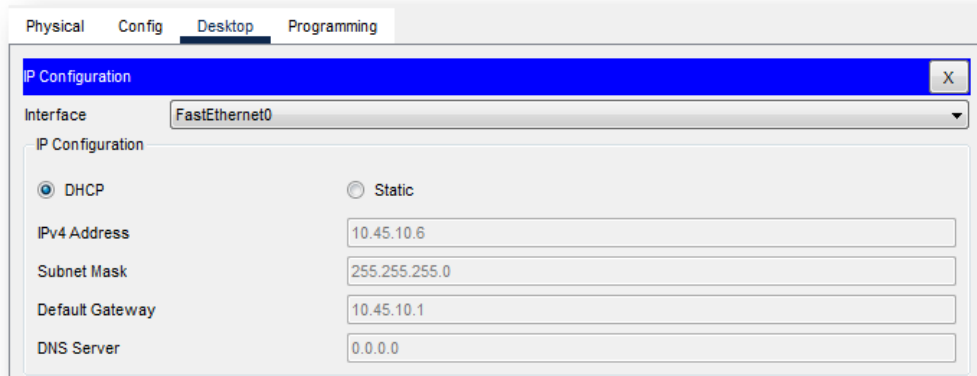 Physical Config Desktop Programming
IP Configuration X
Interface FastEthernet0
IP Configuration
DHCP Static
IPv4 Address 10.45.10.6
Subnet Mask 255.255.255.0
Default Gateway 10.45.10.1
DNS Server 0.0.0.0